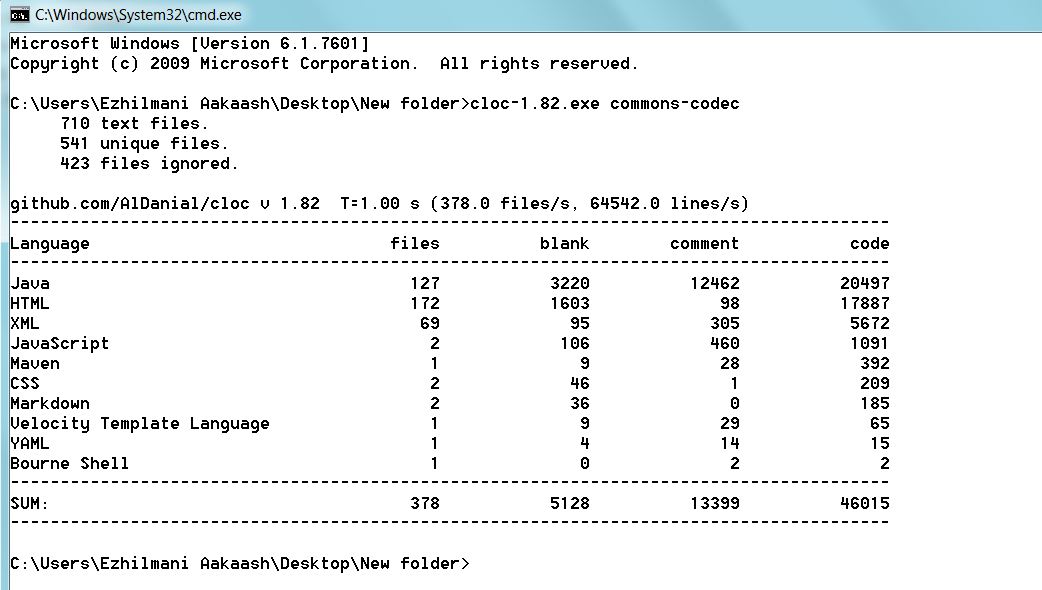 C:\Windows\System32\cmd.exe
Microsoft Windows [Version 6.1.7601]
Copyright (c) 2009 Microsoft Corporation.  All rights reserved.
C:\Users\Ezhilmani Aakaash\Desktop\New folder>cloc-1.82.exe commons-codec
     710 text files.
     541 unique files.
     423 files ignored.
github.com/AlDanial/cloc v 1.82  T=1.00 s (378.0 files/s, 64542.0 lines/s)
----------------------------------------------------------------------------------------
Language                              files          blank        comment           code
----------------------------------------------------------------------------------------
Java                                    127           3220          12462          20497
HTML                                    172           1603             98          17887
XML                                      69             95            305           5672
JavaScript                                2            106            460           1091
Maven                                     1              9             28            392
CSS                                       2             46              1            209
Markdown                                  2             36              0            185
Velocity Template Language                1              9             29             65
YAML                                      1              4             14             15
Bourne Shell                              1              0              2              2
----------------------------------------------------------------------------------------
SUM:                                    378           5128          13399          46015
----------------------------------------------------------------------------------------
C:\Users\Ezhilmani Aakaash\Desktop\New folder>